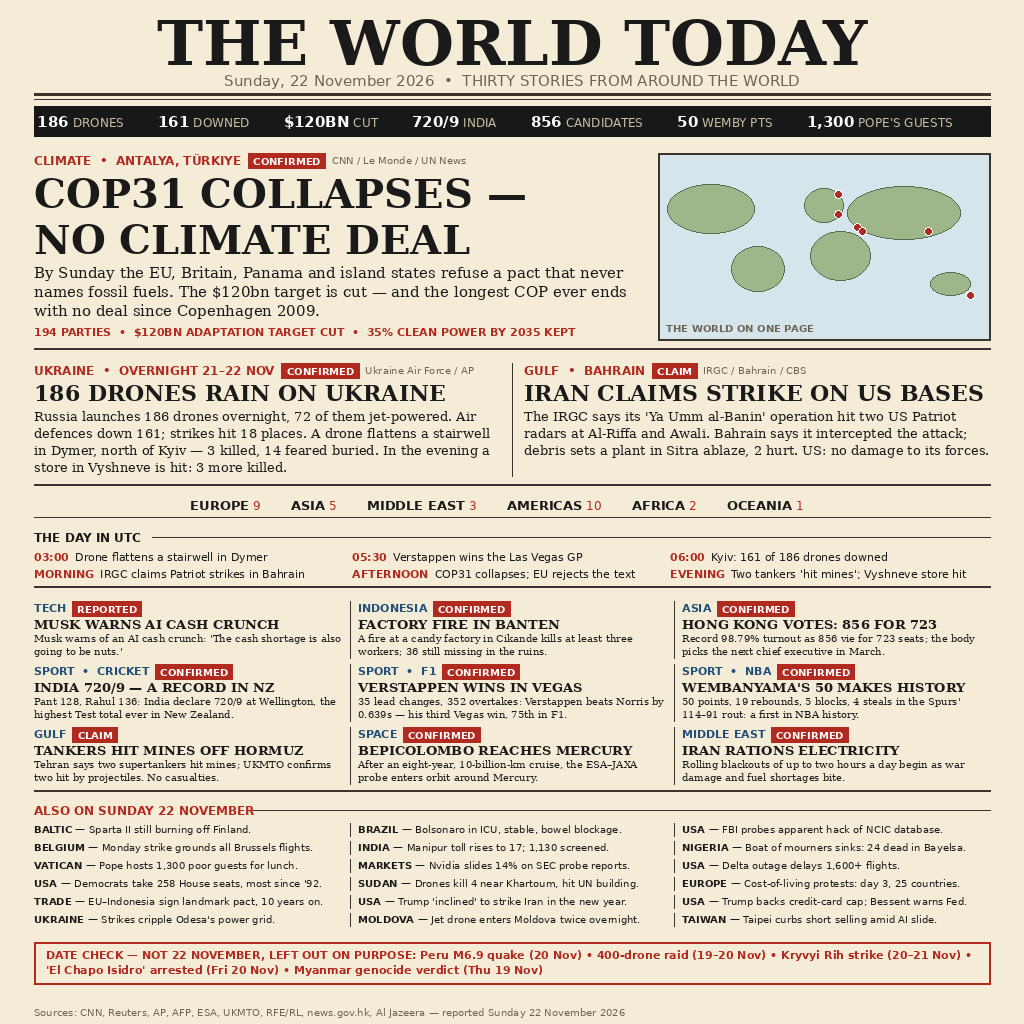 THE WORLD TODAY
Sunday, 22 November 2026 • THIRTY STORIES FROM AROUND THE WORLD
186 DRONES 161 DOWNED $120BN CUT 720/9 INDIA 856 CANDIDATES 50 WEMBY PTS 1,300 POPE'S GUESTS
CLIMATE • ANTALYA, TÜRKIYE CONFIRMED CNN / Le Monde / UN News
COP31 COLLAPSES —
NO CLIMATE DEAL
By Sunday the EU, Britain, Panama and island states refuse a pact that never
names fossil fuels. The $120bn target is cut — and the longest COP ever ends
with no deal since Copenhagen 2009.
194 PARTIES • $120BN ADAPTATION TARGET CUT • 35% CLEAN POWER BY 2035 KEPT
THE WORLD ON ONE PAGE
UKRAINE • OVERNIGHT 21–22 NOV CONFIRMED Ukraine Air Force / AP
186 DRONES RAIN ON UKRAINE
Russia launches 186 drones overnight, 72 of them jet-powered. Air
defences down 161; strikes hit 18 places. A drone flattens a stairwell
in Dymer, north of Kyiv — 3 killed, 14 feared buried. In the evening a
store in Vyshneve is hit: 3 more killed.
GULF • BAHRAIN CLAIM IRGC / Bahrain / CBS
IRAN CLAIMS STRIKE ON US BASES
The IRGC says its 'Ya Umm al-Banin' operation hit two US Patriot
radars at Al-Riffa and Awali. Bahrain says it intercepted the attack;
debris sets a plant in Sitra ablaze, 2 hurt. US: no damage to its forces.
EUROPE 9 ASIA 5 MIDDLE EAST 3 AMERICAS 10 AFRICA 2 OCEANIA 1
THE DAY IN UTC
03:00 Drone flattens a stairwell in Dymer
05:30 Verstappen wins the Las Vegas GP
06:00 Kyiv: 161 of 186 drones downed
MORNING IRGC claims Patriot strikes in Bahrain
AFTERNOON COP31 collapses; EU rejects the text
EVENING Two tankers 'hit mines'; Vyshneve store hit
TECH REPORTED
MUSK WARNS AI CASH CRUNCH
Musk warns of an AI cash crunch: 'The cash shortage is also
going to be nuts.'
INDONESIA CONFIRMED
FACTORY FIRE IN BANTEN
A fire at a candy factory in Cikande kills at least three
workers; 36 still missing in the ruins.
ASIA CONFIRMED
HONG KONG VOTES: 856 FOR 723
Record 98.79% turnout as 856 vie for 723 seats; the body
picks the next chief executive in March.
SPORT • CRICKET CONFIRMED
INDIA 720/9 — A RECORD IN NZ
Pant 128, Rahul 136: India declare 720/9 at Wellington, the
highest Test total ever in New Zealand.
SPORT • F1 CONFIRMED
VERSTAPPEN WINS IN VEGAS
35 lead changes, 352 overtakes: Verstappen beats Norris by
0.639s — his third Vegas win, 75th in F1.
SPORT • NBA CONFIRMED
WEMBANYAMA'S 50 MAKES HISTORY
50 points, 19 rebounds, 5 blocks, 4 steals in the Spurs'
114–91 rout: a first in NBA history.
GULF CLAIM
TANKERS HIT MINES OFF HORMUZ
Tehran says two supertankers hit mines; UKMTO confirms
two hit by projectiles. No casualties.
SPACE CONFIRMED
BEPICOLOMBO REACHES MERCURY
After an eight-year, 10-billion-km cruise, the ESA–JAXA
probe enters orbit around Mercury.
MIDDLE EAST CONFIRMED
IRAN RATIONS ELECTRICITY
Rolling blackouts of up to two hours a day begin as war
damage and fuel shortages bite.
ALSO ON SUNDAY 22 NOVEMBER
BALTIC — Sparta II still burning off Finland.
BELGIUM — Monday strike grounds all Brussels flights.
VATICAN — Pope hosts 1,300 poor guests for lunch.
USA — Democrats take 258 House seats, most since '92.
TRADE — EU–Indonesia sign landmark pact, 10 years on.
UKRAINE — Strikes cripple Odesa's power grid.
BRAZIL — Bolsonaro in ICU, stable, bowel blockage.
INDIA — Manipur toll rises to 17; 1,130 screened.
MARKETS — Nvidia slides 14% on SEC probe reports.
SUDAN — Drones kill 4 near Khartoum, hit UN building.
USA — Trump 'inclined' to strike Iran in the new year.
MOLDOVA — Jet drone enters Moldova twice overnight.
USA — FBI probes apparent hack of NCIC database.
NIGERIA — Boat of mourners sinks: 24 dead in Bayelsa.
USA — Delta outage delays 1,600+ flights.
EUROPE — Cost-of-living protests: day 3, 25 countries.
USA — Trump backs credit-card cap; Bessent warns Fed.
TAIWAN — Taipei curbs short selling amid AI slide.
DATE CHECK — NOT 22 NOVEMBER, LEFT OUT ON PURPOSE: Peru M6.9 quake (20 Nov) • 400-drone raid (19–20 Nov) • Kryvyi Rih strike (20–21 Nov) •
'El Chapo Isidro' arrested (Fri 20 Nov) • Myanmar genocide verdict (Thu 19 Nov)
Sources: CNN, Reuters, AP, AFP, ESA, UKMTO, RFE/RL, news.gov.hk, Al Jazeera — reported Sunday 22 November 2026